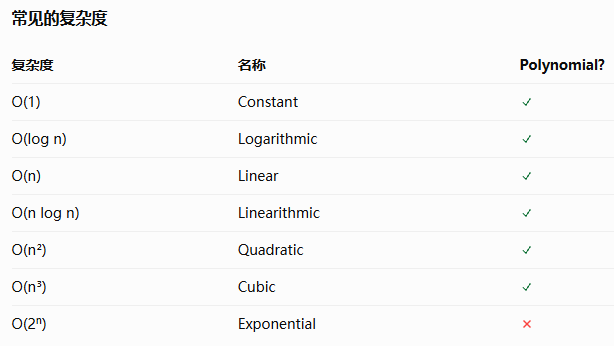 常见的复杂度
复杂度 名称 Polynomial?
O(1) Constant ✓
O(log n) Logarithmic ✓
O(n) Linear ✓
O(n log n) Linearithmic ✓
O(n²) Quadratic ✓
O(n³) Cubic ✓
O(2ⁿ) Exponential ×